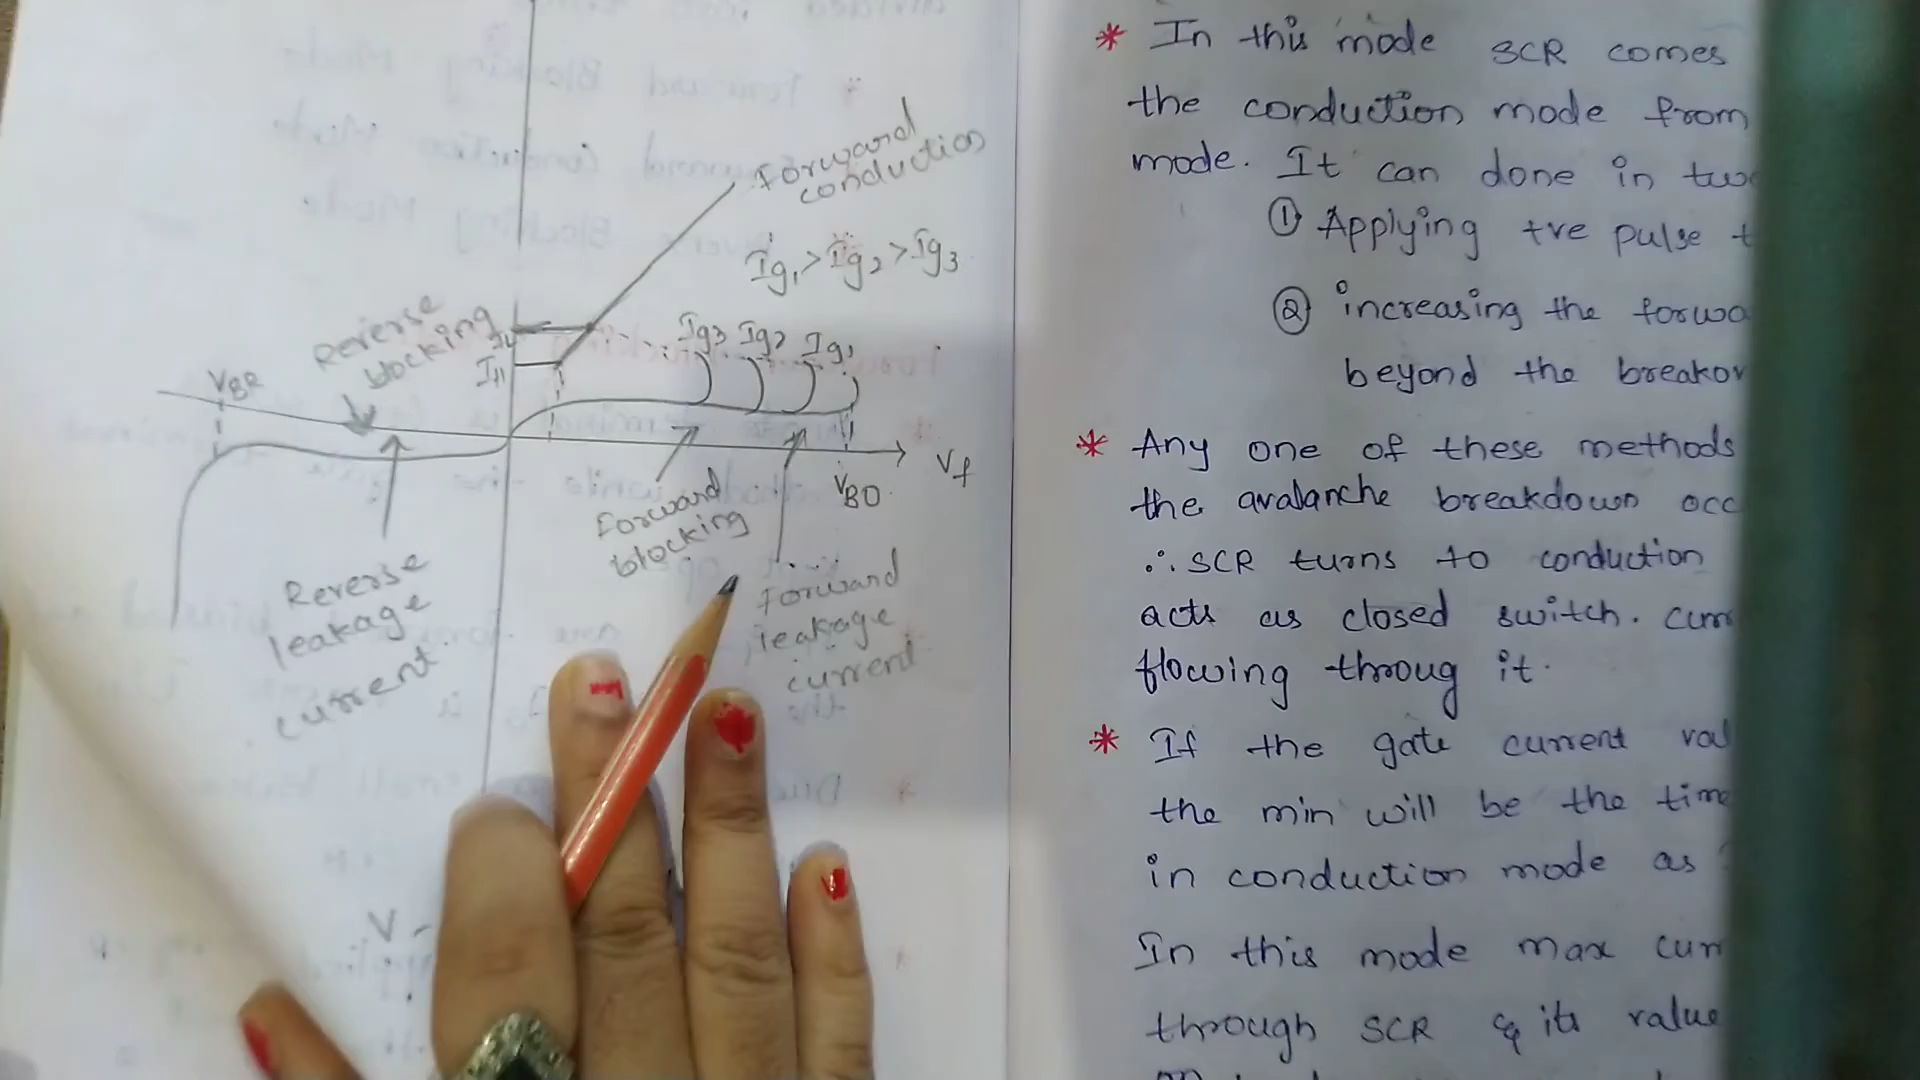 Forward
conduction
Ig1 > Ig2 > Ig3
Reverse
blocking
Ig3 Ig2 Ig1
IL
IH
VBR
Vf
VBO
Forward
blocking
Reverse
leakage
current
Forward
leakage
current
* In this mode SCR comes
the conduction mode from
mode. It can done in two
① Applying +ve pulse t
② increasing the forwa
beyond the breakov
* Any one of these methods
the avalanche breakdown occ
∴ SCR turns to conduction
acts as closed switch. curr
flowing throug it.
* If the gate current val
the min will be the time
in conduction mode as
In this mode max curr
through SCR & its value